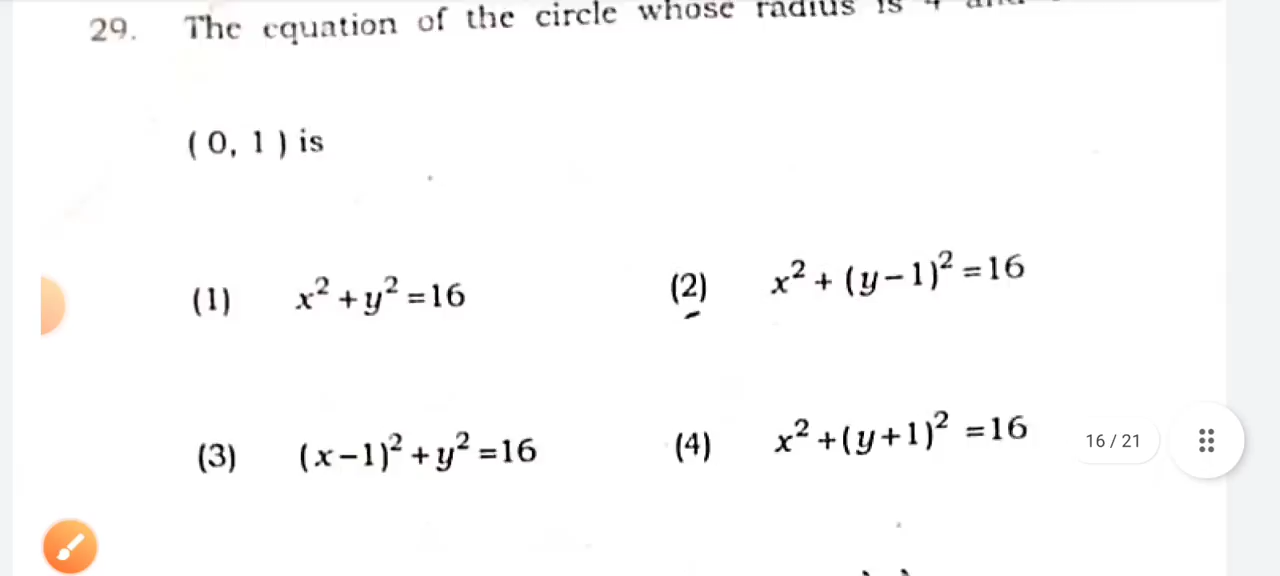 29. The equation of the circle whose radius is 4
( 0, 1 ) is
(1) x² + y² = 16 (2) x² + (y − 1)² = 16
(3) (x − 1)² + y² = 16 (4) x² + (y + 1)² = 16
16 / 21